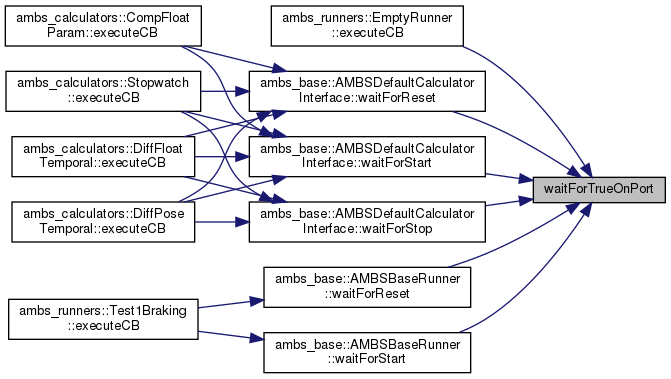 ambs_calculators::CompFloat
Param::executeCB
ambs_runners::EmptyRunner
::executeCB
ambs_calculators::Stopwatch
::executeCB
ambs_base::AMBSDefaultCalculator
Interface::waitForReset
ambs_calculators::DiffFloat
Temporal::executeCB
ambs_base::AMBSDefaultCalculator
Interface::waitForStart
waitForTrueOnPort
ambs_calculators::DiffPose
Temporal::executeCB
ambs_base::AMBSDefaultCalculator
Interface::waitForStop
ambs_base::AMBSBaseRunner
::waitForReset
ambs_runners::Test1Braking
::executeCB
ambs_base::AMBSBaseRunner
::waitForStart